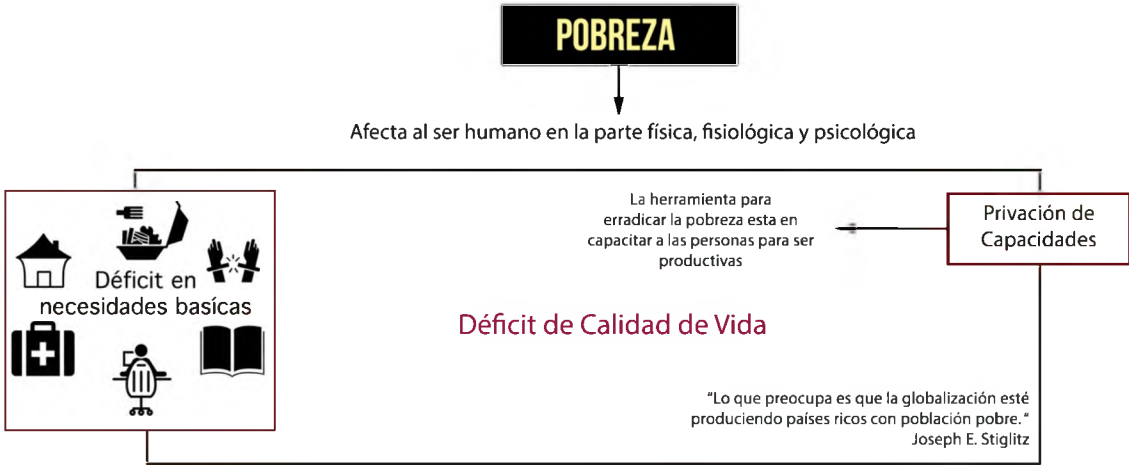 POBREZA
Afecta al ser humano en la parte física, fisiológica y psicológica
Déficit en
necesidades basícas
La herramienta para
erradicar la pobreza esta en
capacitar a las personas para ser
productivas
Privación de
Capacidades
Déficit de Calidad de Vida
"Lo que preocupa es que la globalización esté
produciendo países ricos con población pobre."
Joseph E. Stiglitz